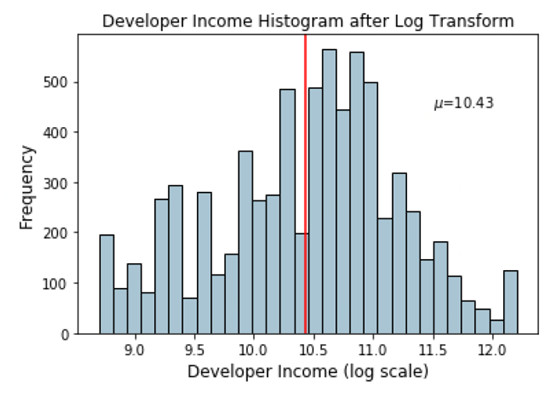 Developer Income Histogram after Log Transform
μ=10.43
Frequency
500
400
300
200
100
0
9.0 9.5 10.0 10.5 11.0 11.5 12.0
Developer Income (log scale)